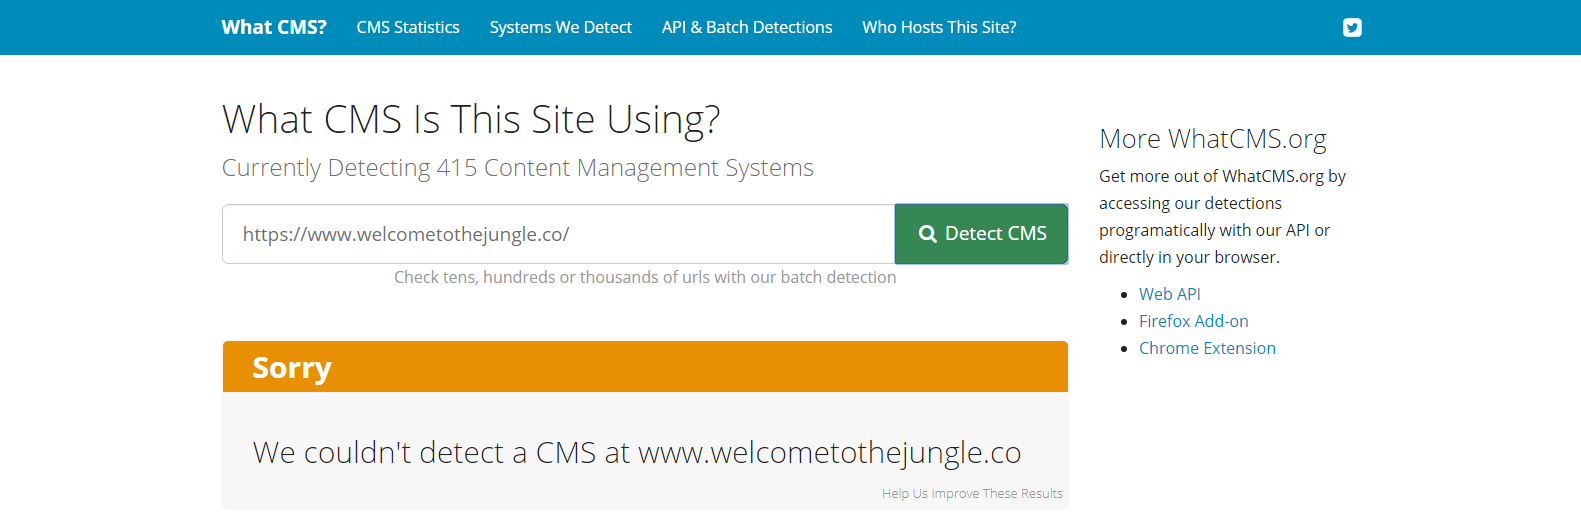 What CMS? CMS Statistics Systems We Detect API & Batch Detections Who Hosts This Site?
What CMS Is This Site Using?
Currently Detecting 415 Content Management Systems
https://www.welcometothejungle.co/ Detect CMS
Check tens, hundreds or thousands of urls with our batch detection
Sorry
We couldn't detect a CMS at www.welcometothejungle.co
Help Us Improve These Results
More WhatCMS.org
Get more out of WhatCMS.org by
accessing our detections
programatically with our API or
directly in your browser.
Web API
Firefox Add-on
Chrome Extension